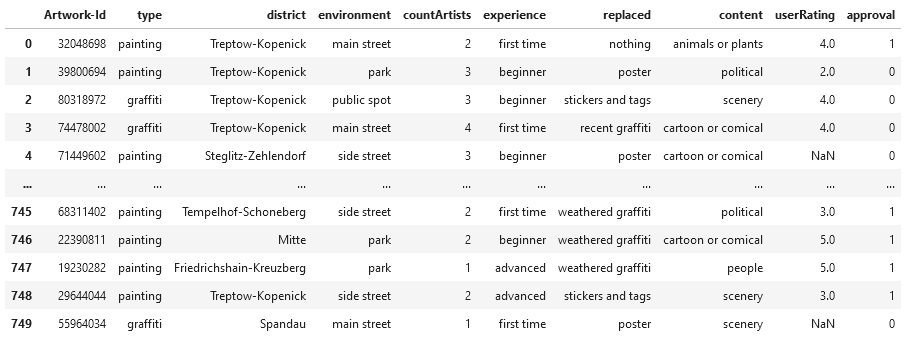 Artwork-Id type district environment countArtists experience replaced content userRating approval
0 32048698 painting Treptow-Kopenick main street 2 first time nothing animals or plants 4.0 1
1 39800694 painting Treptow-Kopenick park 3 beginner poster political 2.0 0
2 80318972 graffiti Treptow-Kopenick public spot 3 beginner stickers and tags scenery 4.0 0
3 74478002 graffiti Treptow-Kopenick main street 4 first time recent graffiti cartoon or comical 4.0 0
4 71449602 painting Steglitz-Zehlendorf side street 3 beginner poster cartoon or comical NaN 0
... ... ... ... ... ... ... ... ... ... ...
745 68311402 painting Tempelhof-Schoneberg side street 2 first time weathered graffiti political 3.0 1
746 22390811 painting Mitte park 2 beginner weathered graffiti cartoon or comical 5.0 1
747 19230282 painting Friedrichshain-Kreuzberg park 1 advanced weathered graffiti people 5.0 1
748 29644044 painting Treptow-Kopenick side street 2 advanced stickers and tags scenery 3.0 1
749 55964034 graffiti Spandau main street 1 first time poster scenery NaN 0